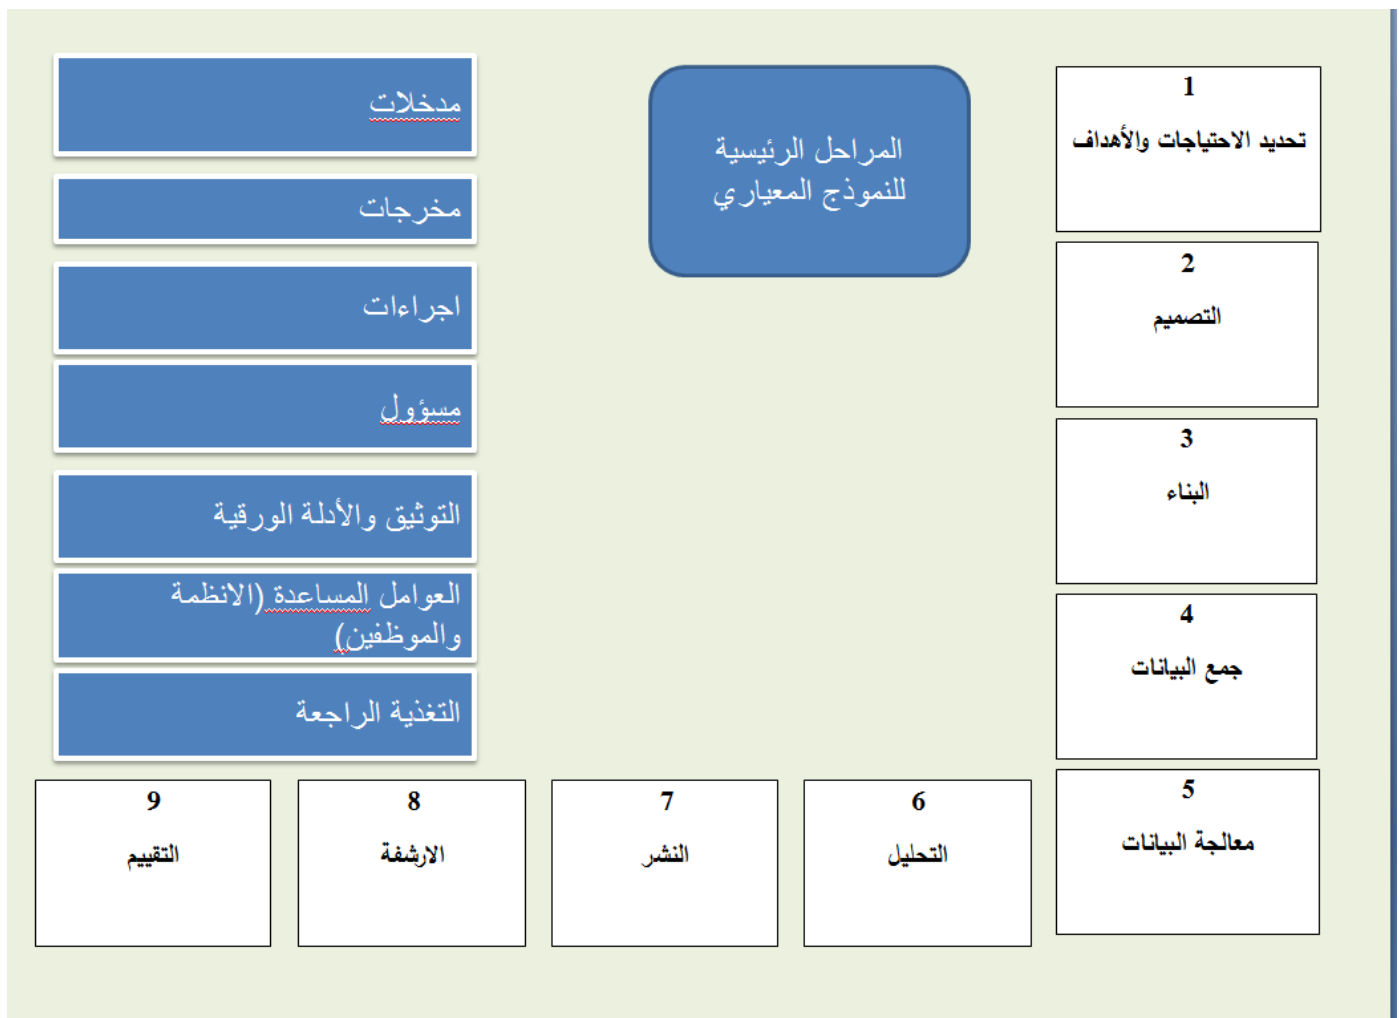 المراحل الرئيسية
للنموذج المعياري
1
تحديد الاحتياجات والأهداف
2
التصميم
3
البناء
4
جمع البيانات
5
معالجة البيانات
6
التحليل
7
النشر
8
الارشفة
9
التقييم
مدخلات
مخرجات
اجراءات
مسؤول
التوثيق والأدلة الورقية
العوامل المساعدة (الانظمة
والموظفين)
التغذية الراجعة